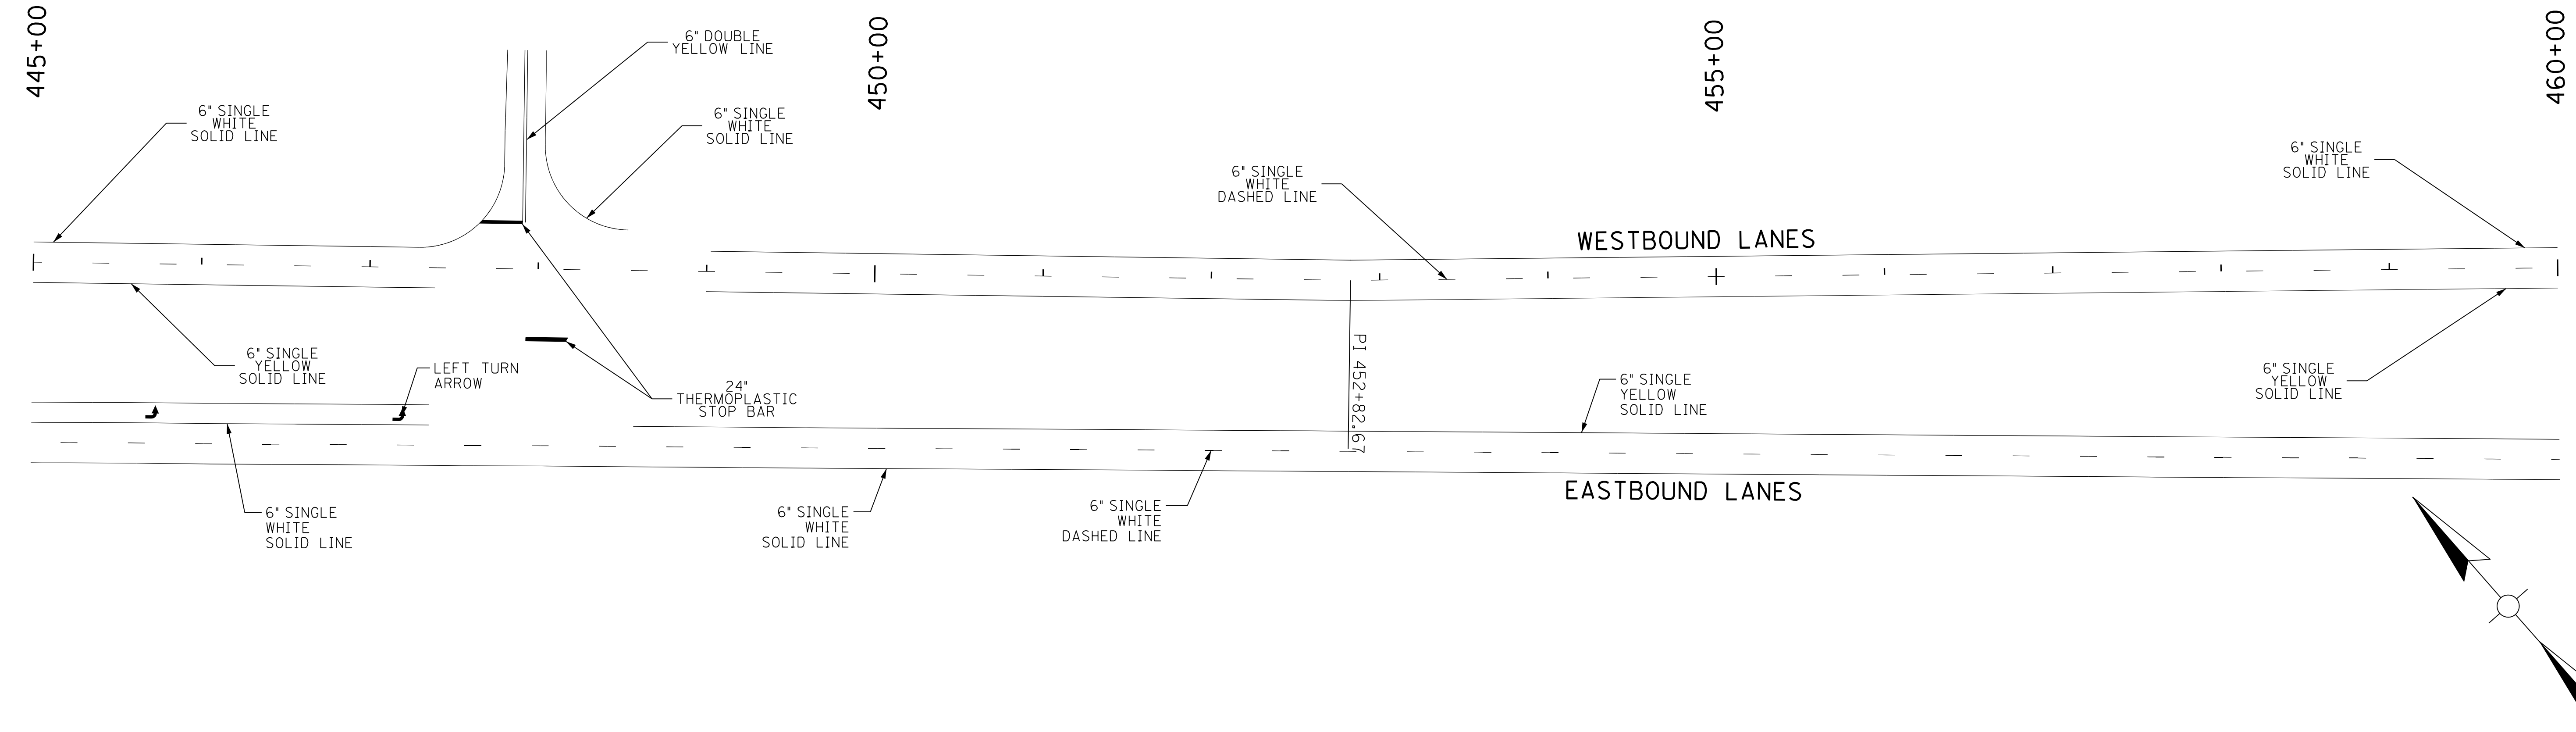 445+00
450+00
455+00
460+00
6" DOUBLE
YELLOW LINE
6" SINGLE
WHITE
SOLID LINE
6" SINGLE
WHITE
SOLID LINE
6" SINGLE
WHITE
DASHED LINE
6" SINGLE
WHITE
SOLID LINE
WESTBOUND LANES
6" SINGLE
YELLOW
SOLID LINE
LEFT TURN
ARROW
24"
THERMOPLASTIC
STOP BAR
PI 452+82.67
6" SINGLE
YELLOW
SOLID LINE
6" SINGLE
YELLOW
SOLID LINE
EASTBOUND LANES
6" SINGLE
WHITE
SOLID LINE
6" SINGLE
WHITE
SOLID LINE
6" SINGLE
WHITE
DASHED LINE